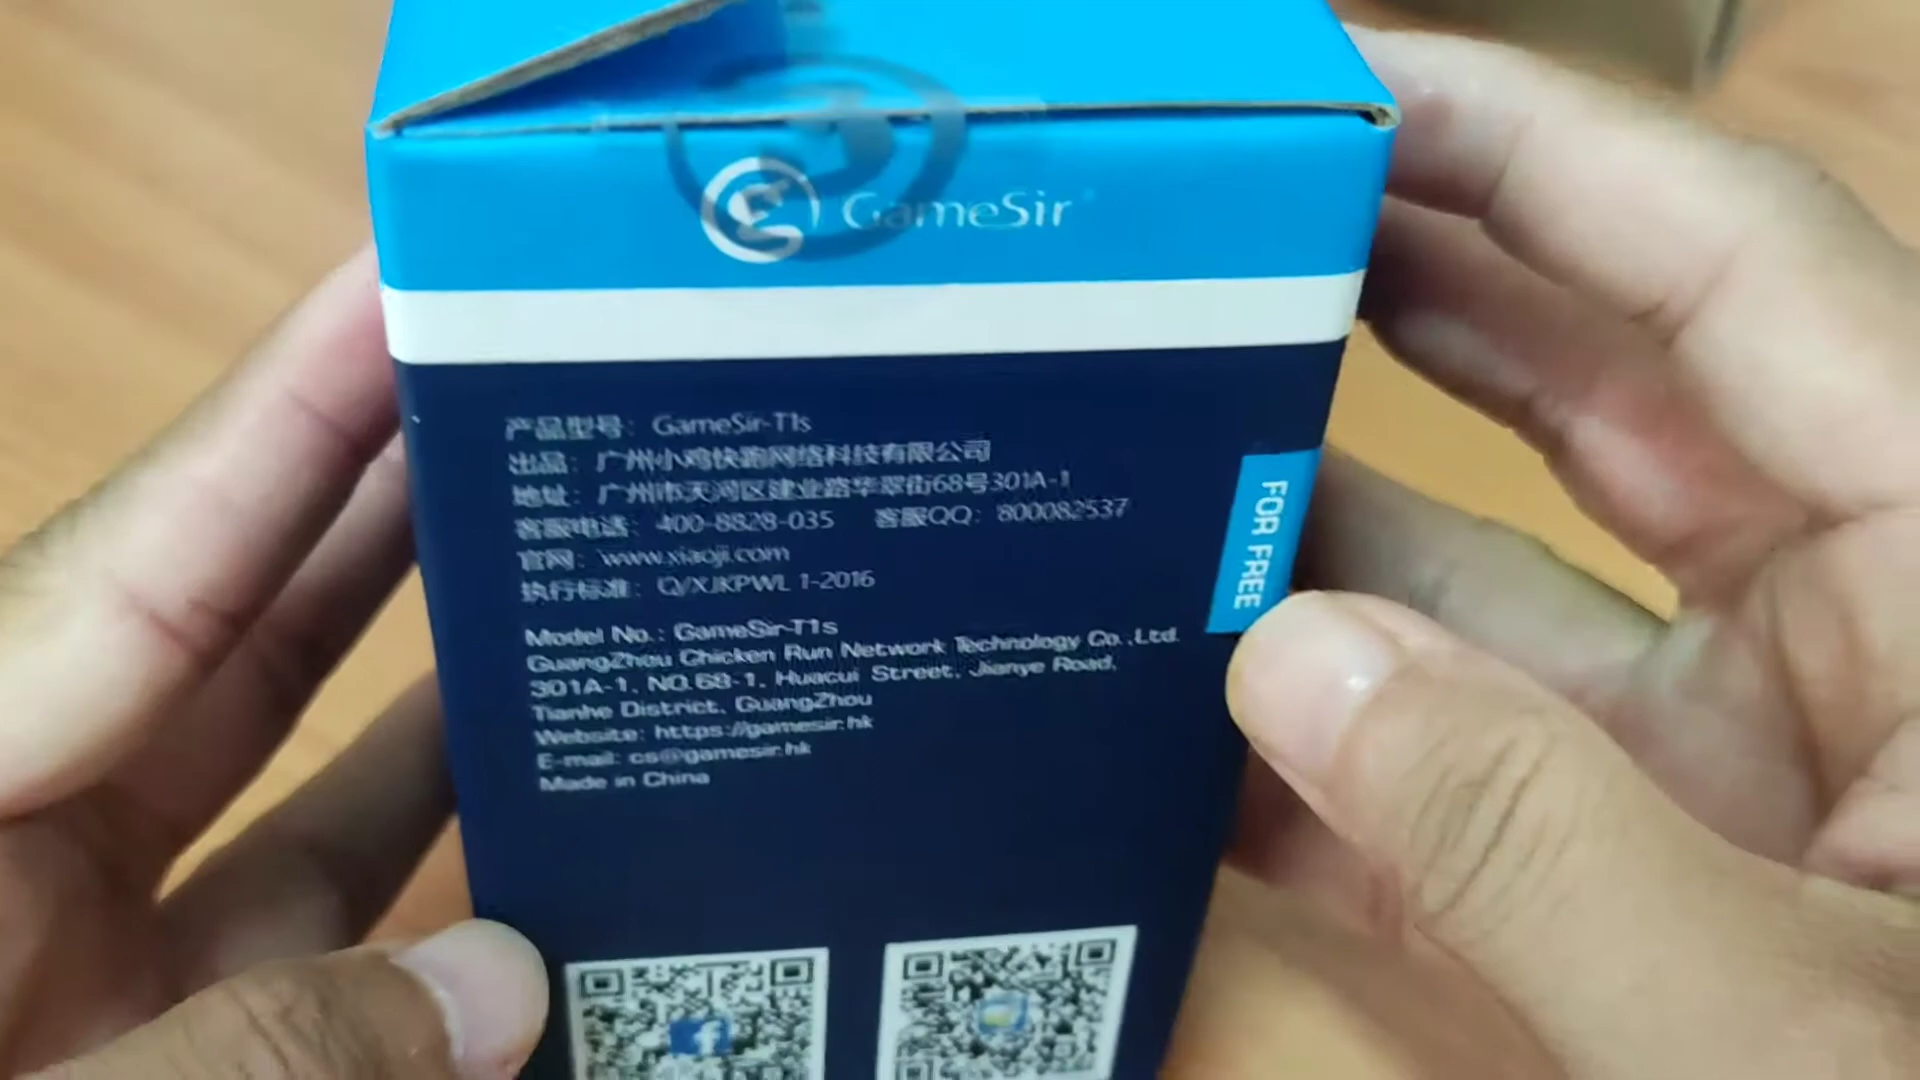 GameSir
产品型号：GameSir-T1s
出品：广州小鸡快跑网络科技有限公司
地址：广州市天河区建业路华翠街68号301A-1
客服电话：400-8828-035 客服QQ：800082537
官网：www.xiaoji.com
执行标准：Q/XJKPWL 1-2016
Model No.: GameSir-T1s
GuangZhou Chicken Run Network Technology Co.,Ltd.
301A-1, NO.68-1, Huacui Street, Jianye Road,
Tianhe District, GuangZhou
Website: https://gamesir.hk
E-mail: cs@gamesir.hk
Made in China
FOR FREE